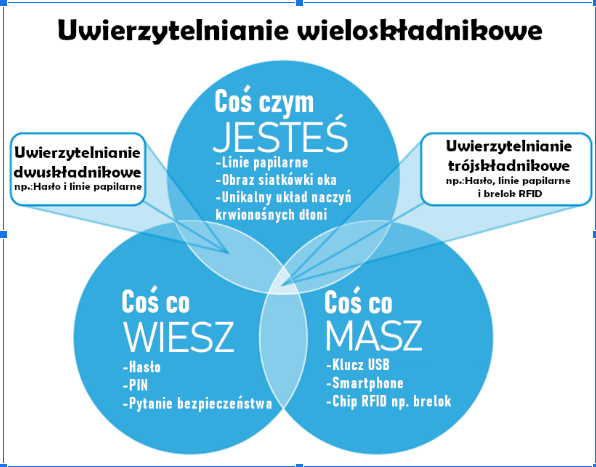 Uwierzytelnianie wieloskładnikowe
Coś czym
JESTEŚ
-Linie papilarne
-Obraz siatkówki oka
-Unikalny układ naczyń
krwionośnych dłoni
Uwierzytelnianie
dwuskładnikowe
np.:Hasło i linie papilarne
Uwierzytelnianie
trójskładnikowe
np.:Hasło, linie papilarne
i brelok RFID
Coś co
WIESZ
-Hasło
-PIN
-Pytanie bezpieczeństwa
Coś co
MASZ
-Klucz USB
-Smartphone
-Chip RFID np. brelok